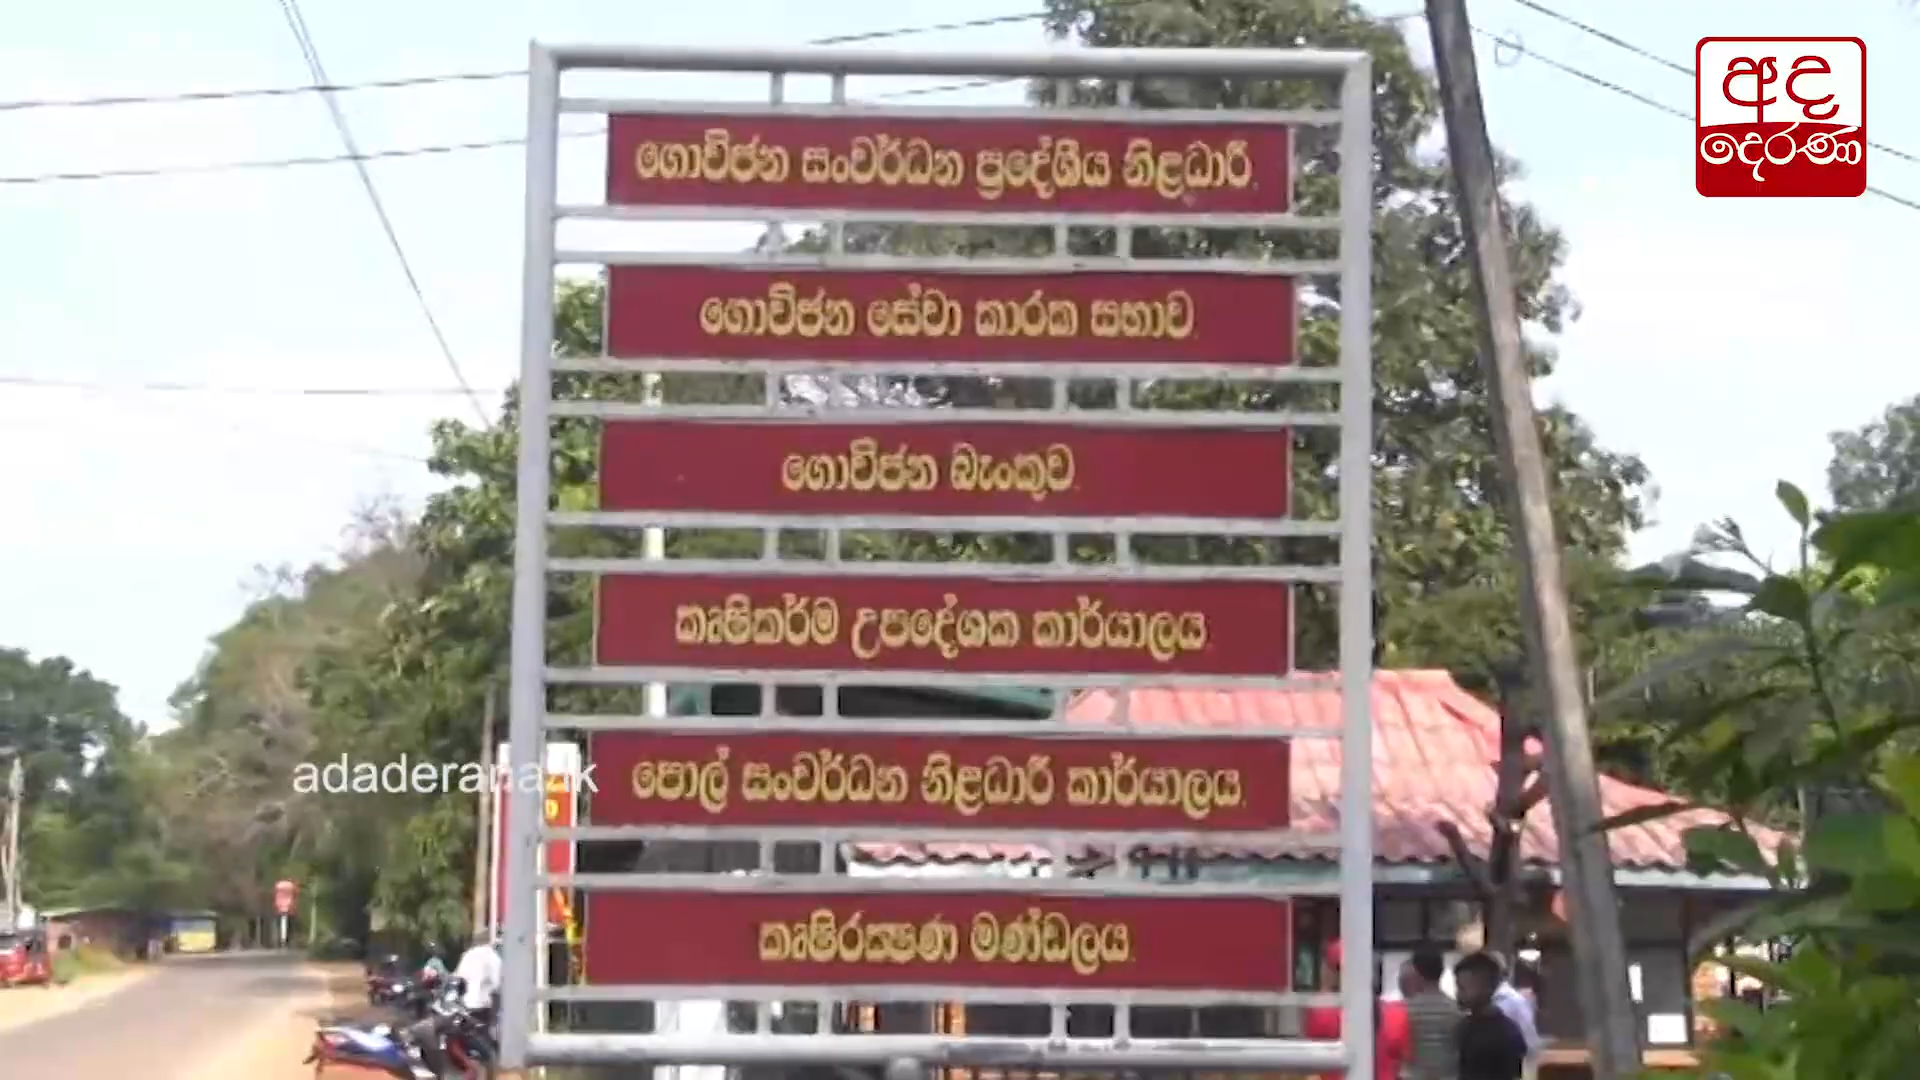 අද
දෙරණ
ගොවිජන සංවර්ධන ප්‍රදේශීය නිළධාරී.
ගොවිජන සේවා කාරක සභාව.
ගොවිජන බැංකුව.
කෘෂිකර්ම උපදේශක කාර්යාලය.
adaderana.lk
පොල් සංවර්ධන නිළධාරී කාර්යාලය.
කෘෂිරක්ෂණ මණ්ඩලය.